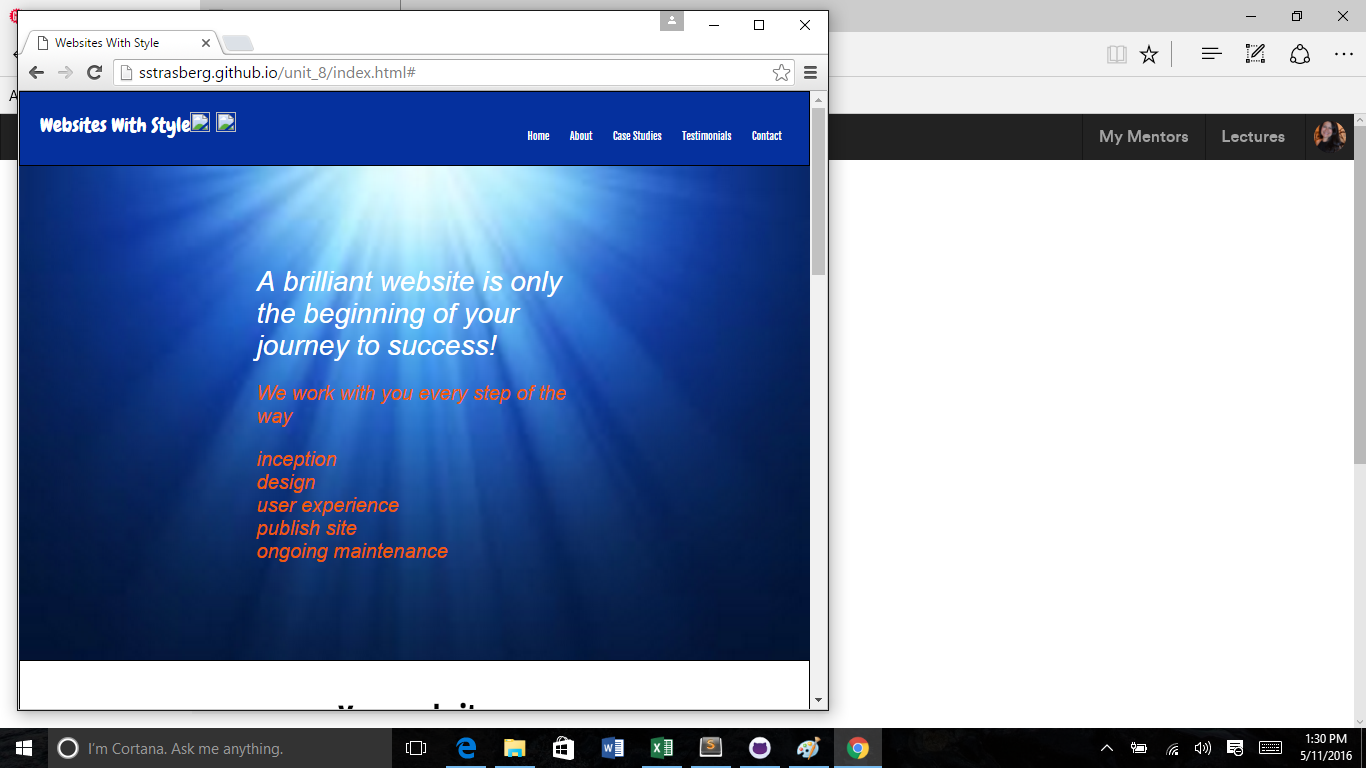 Websites With Style
sstrasberg.github.io/unit_8/index.html#
Websites With Style
Home About Case Studies Testimonials Contact
My Mentors Lectures
A brilliant website is only
the beginning of your
journey to success!
We work with you every step of the
way
inception
design
user experience
publish site
ongoing maintenance
I'm Cortana. Ask me anything.
1:30 PM
5/11/2016